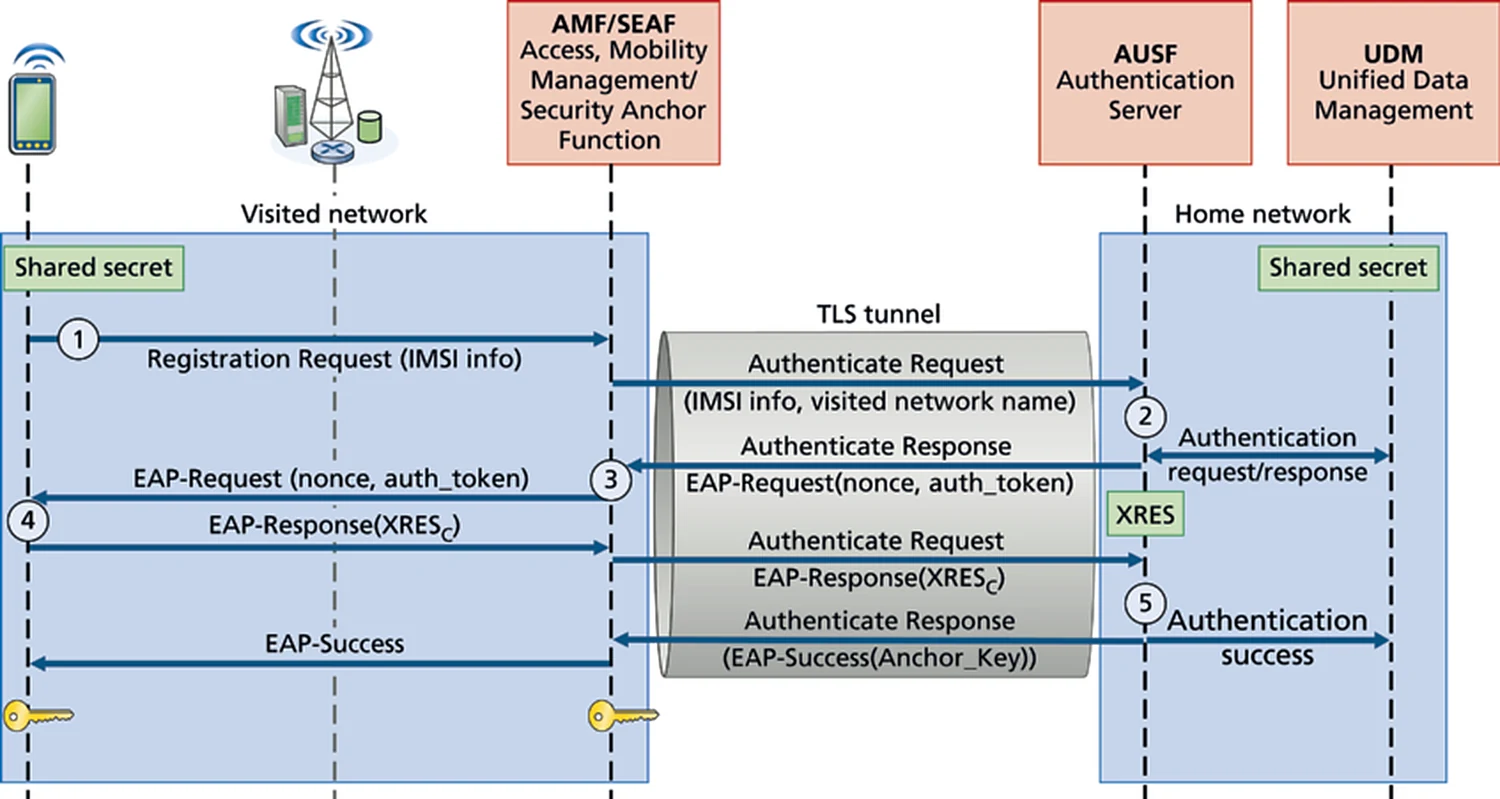 AMF/SEAF
Access, Mobility
Management/
Security Anchor
Function
AUSF
Authentication
Server
UDM
Unified Data
Management
Visited network
Home network
Shared secret
Shared secret
TLS tunnel
1
Registration Request (IMSI info)
Authenticate Request
(IMSI info, visited network name)
2
Authentication
request/response
Authenticate Response
EAP-Request(nonce, auth_token)
3
EAP-Request (nonce, auth_token)
XRES
4
EAP-Response(XRESC)
Authenticate Request
EAP-Response(XRESC)
5
Authentication
success
Authenticate Response
(EAP-Success(Anchor_Key))
EAP-Success